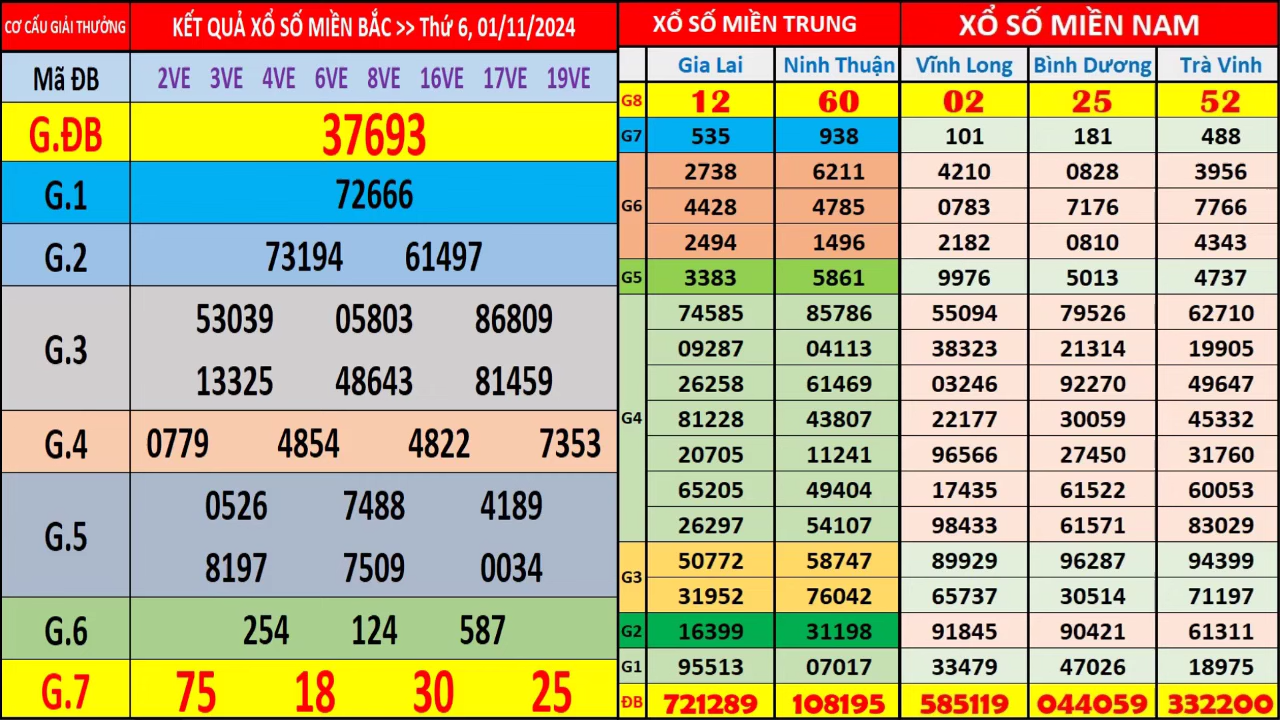 CƠ CẤU GIẢI THƯỞNG KẾT QUẢ XỔ SỐ MIỀN BẮC >> Thứ 6, 01/11/2024
Mã ĐB 2VE 3VE 4VE 6VE 8VE 16VE 17VE 19VE
G.ĐB 37693
G.1 72666
G.2 73194 61497
G.3 53039 05803 86809
13325 48643 81459
G.4 0779 4854 4822 7353
G.5 0526 7488 4189
8197 7509 0034
G.6 254 124 587
G.7 75 18 30 25
XỔ SỐ MIỀN TRUNG XỔ SỐ MIỀN NAM
Gia Lai Ninh Thuận Vĩnh Long Bình Dương Trà Vinh
G8 12 60 02 25 52
G7 535 938 101 181 488
G6 2738 6211 4210 0828 3956
4428 4785 0783 7176 7766
2494 1496 2182 0810 4343
G5 3383 5861 9976 5013 4737
G4 74585 85786 55094 79526 62710
09287 04113 38323 21314 19905
26258 61469 03246 92270 49647
81228 43807 22177 30059 45332
20705 11241 96566 27450 31760
65205 49404 17435 61522 60053
26297 54107 98433 61571 83029
G3 50772 58747 89929 96287 94399
31952 76042 65737 30514 71197
G2 16399 31198 91845 90421 61311
G1 95513 07017 33479 47026 18975
ĐB 721289 108195 585119 044059 332200